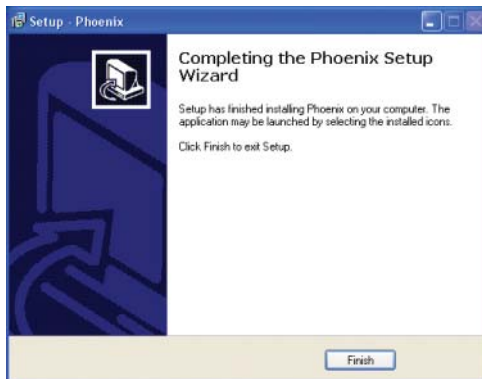 Setup - Phoenix
Completing the Phoenix Setup
Wizard
Setup has finished installing Phoenix on your computer. The
application may be launched by selecting the installed icons.
Click Finish to exit Setup.
Finish